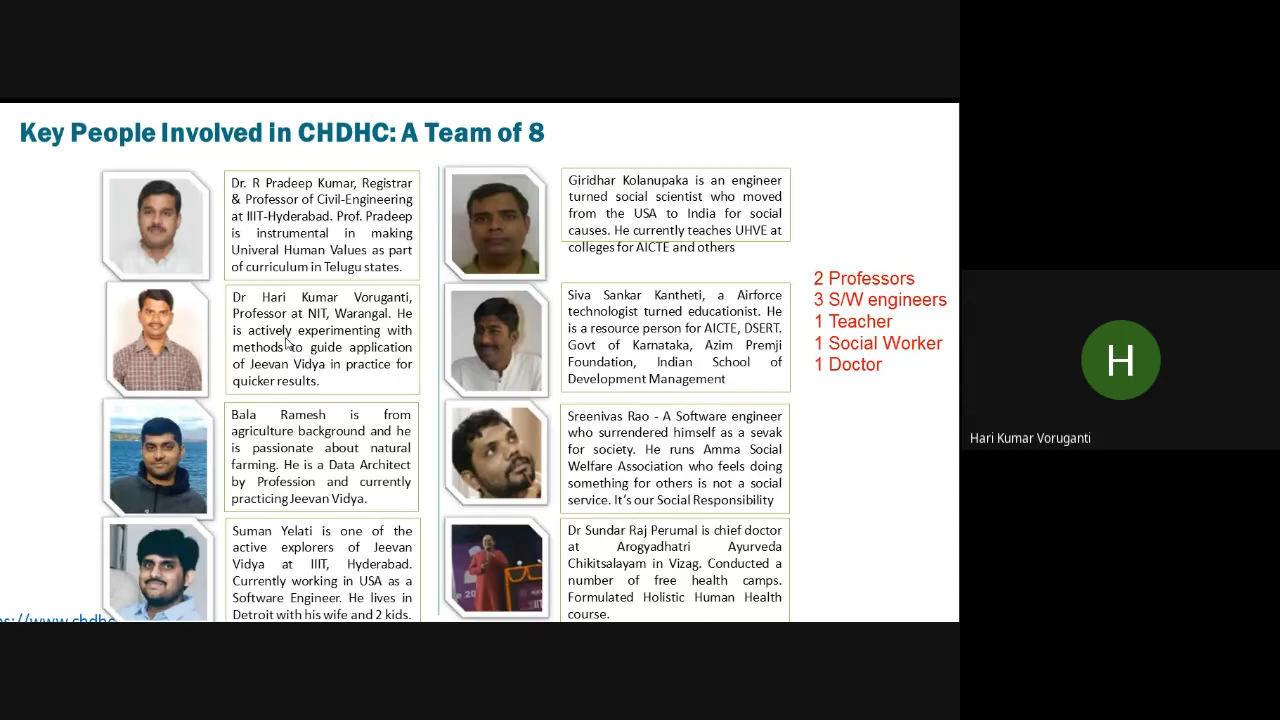 Key People Involved in CHDHC: A Team of 8
Dr. R Pradeep Kumar, Registrar
& Professor of Civil-Engineering
at IIIT-Hyderabad. Prof. Pradeep
is instrumental in making
Univeral Human Values as part
of curriculum in Telugu states.
Dr Hari Kumar Voruganti,
Professor at NIT, Warangal. He
is actively experimenting with
methods to guide application
of Jeevan Vidya in practice for
quicker results.
Bala Ramesh is from
agriculture background and he
is passionate about natural
farming. He is a Data Architect
by Profession and currently
practicing Jeevan Vidya.
Suman Yelati is one of the
active explorers of Jeevan
Vidya at IIIT, Hyderabad.
Currently working in USA as a
Software Engineer. He lives in
Detroit with his wife and 2 kids.
Giridhar Kolanupaka is an engineer
turned social scientist who moved
from the USA to India for social
causes. He currently teaches UHVE at
colleges for AICTE and others
Siva Sankar Kantheti, a Airforce
technologist turned educationist. He
is a resource person for AICTE, DSERT.
Govt of Karnataka, Azim Premji
Foundation, Indian School of
Development Management
Sreenivas Rao - A Software engineer
who surrendered himself as a sevak
for society. He runs Amma Social
Welfare Association who feels doing
something for others is not a social
service. It's our Social Responsibility
Dr Sundar Raj Perumal is chief doctor
at Arogyadhatri Ayurveda
Chikitsalayam in Vizag. Conducted a
number of free health camps.
Formulated Holistic Human Health
course.
2 Professors
3 S/W engineers
1 Teacher
1 Social Worker
1 Doctor
H
Hari Kumar Voruganti